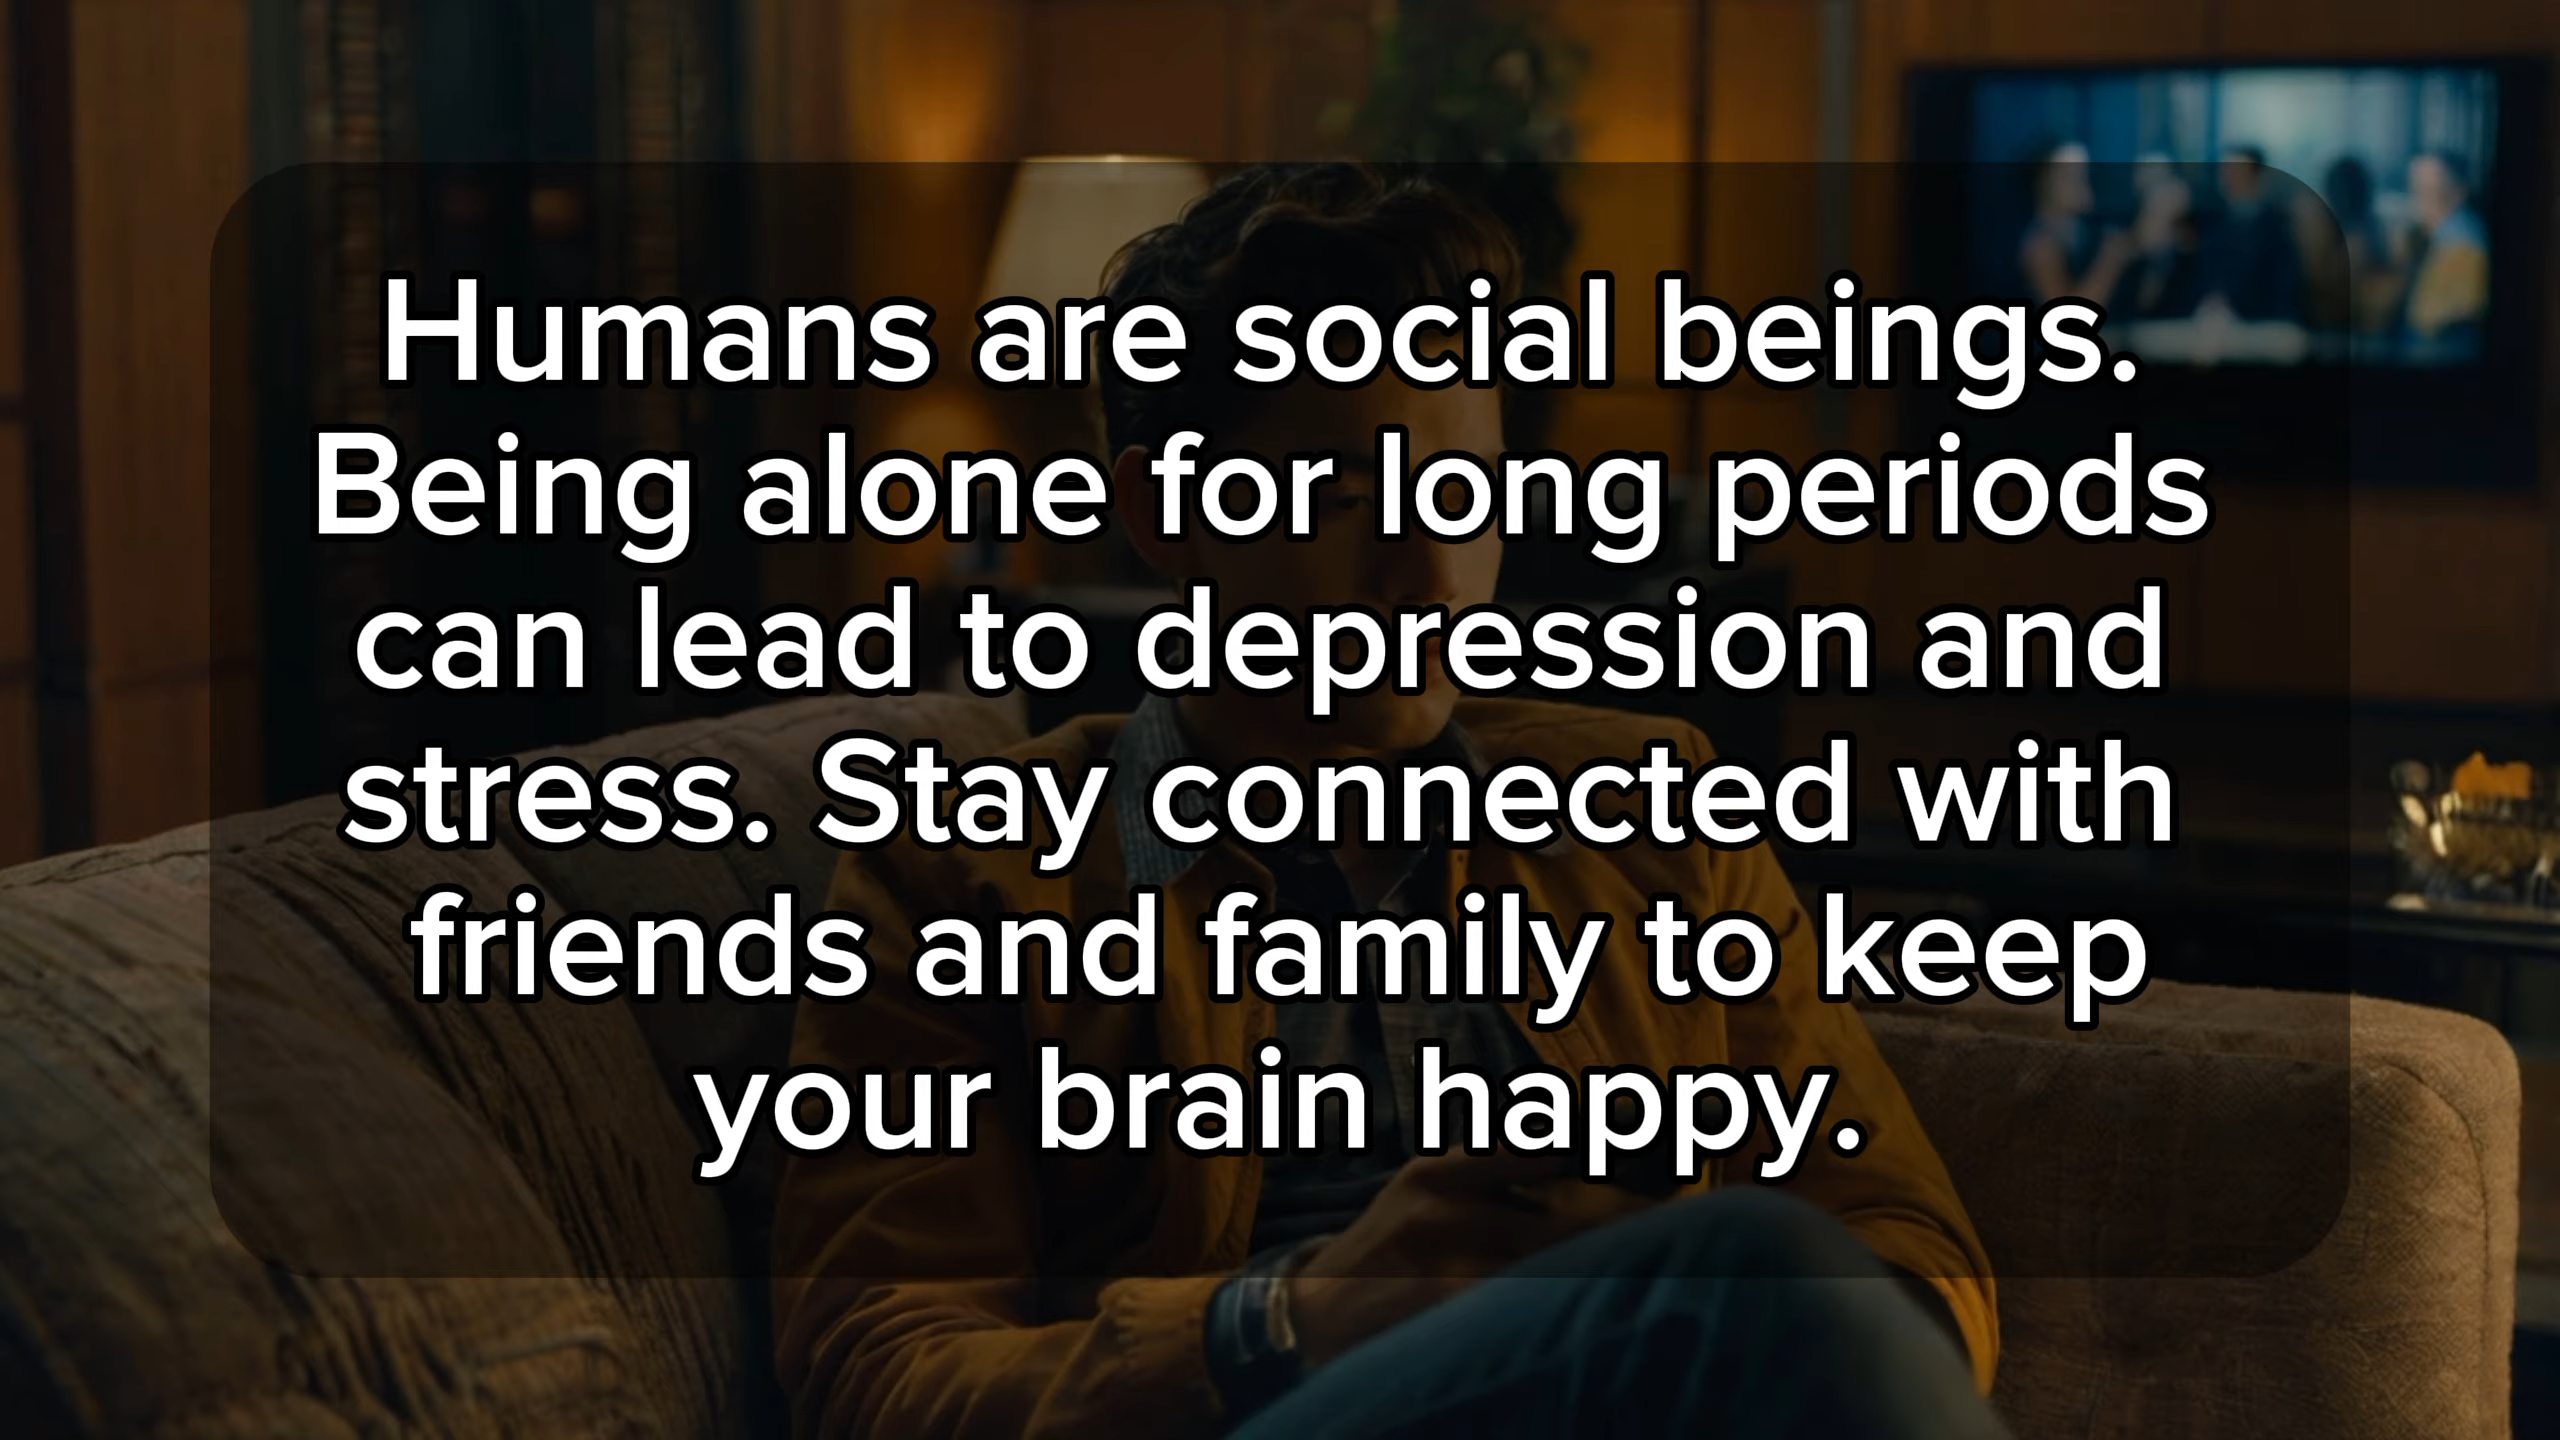 Humans are social beings.
Being alone for long periods
can lead to depression and
stress. Stay connected with
friends and family to keep
your brain happy.